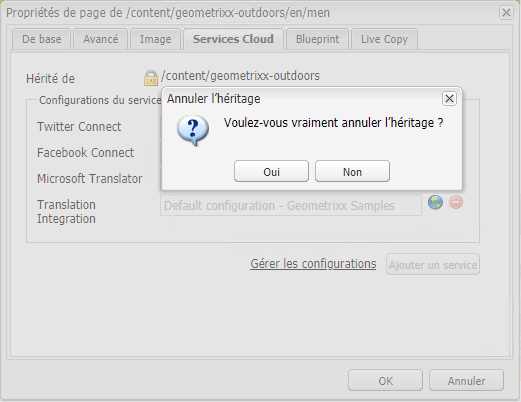 Propriétés de page de /content/geometrixx-outdoors/en/men
De base Avancé Image Services Cloud Blueprint Live Copy
Hérité de /content/geometrixx-outdoors
Annuler l'héritage
Configurations du service
Voulez-vous vraiment annuler l'héritage ?
Twitter Connect
Facebook Connect
Oui Non
Microsoft Translator
Translation Integration Default configuration - Geometrixx Samples
Gérer les configurations Ajouter un service
OK Annuler